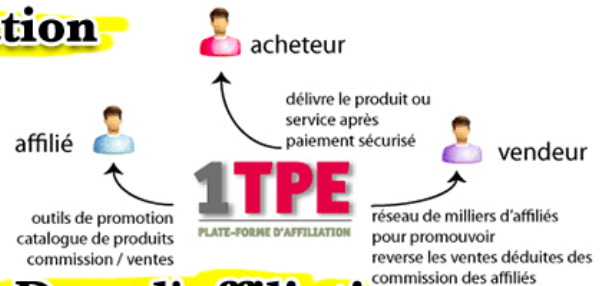 ation
acheteur
délivre le produit ou
service après
paiement sécurisé
affilié
vendeur
1TPE
PLATE-FORME D'AFFILIATION
outils de promotion
catalogue de produits
commission / ventes
réseau de milliers d'affiliés
pour promouvoir
reverse les ventes déduites des
commission des affiliés